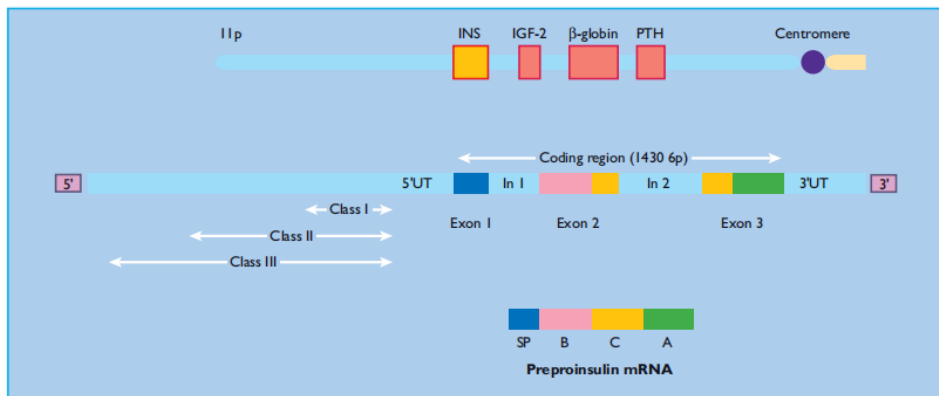 11p INS IGF-2 β-globin PTH Centromere
Coding region (1430 6p)
5' 5'UT In 1 In 2 3'UT 3'
Class I
Exon 1 Exon 2 Exon 3
Class II
Class III
SP B C A
Preproinsulin mRNA